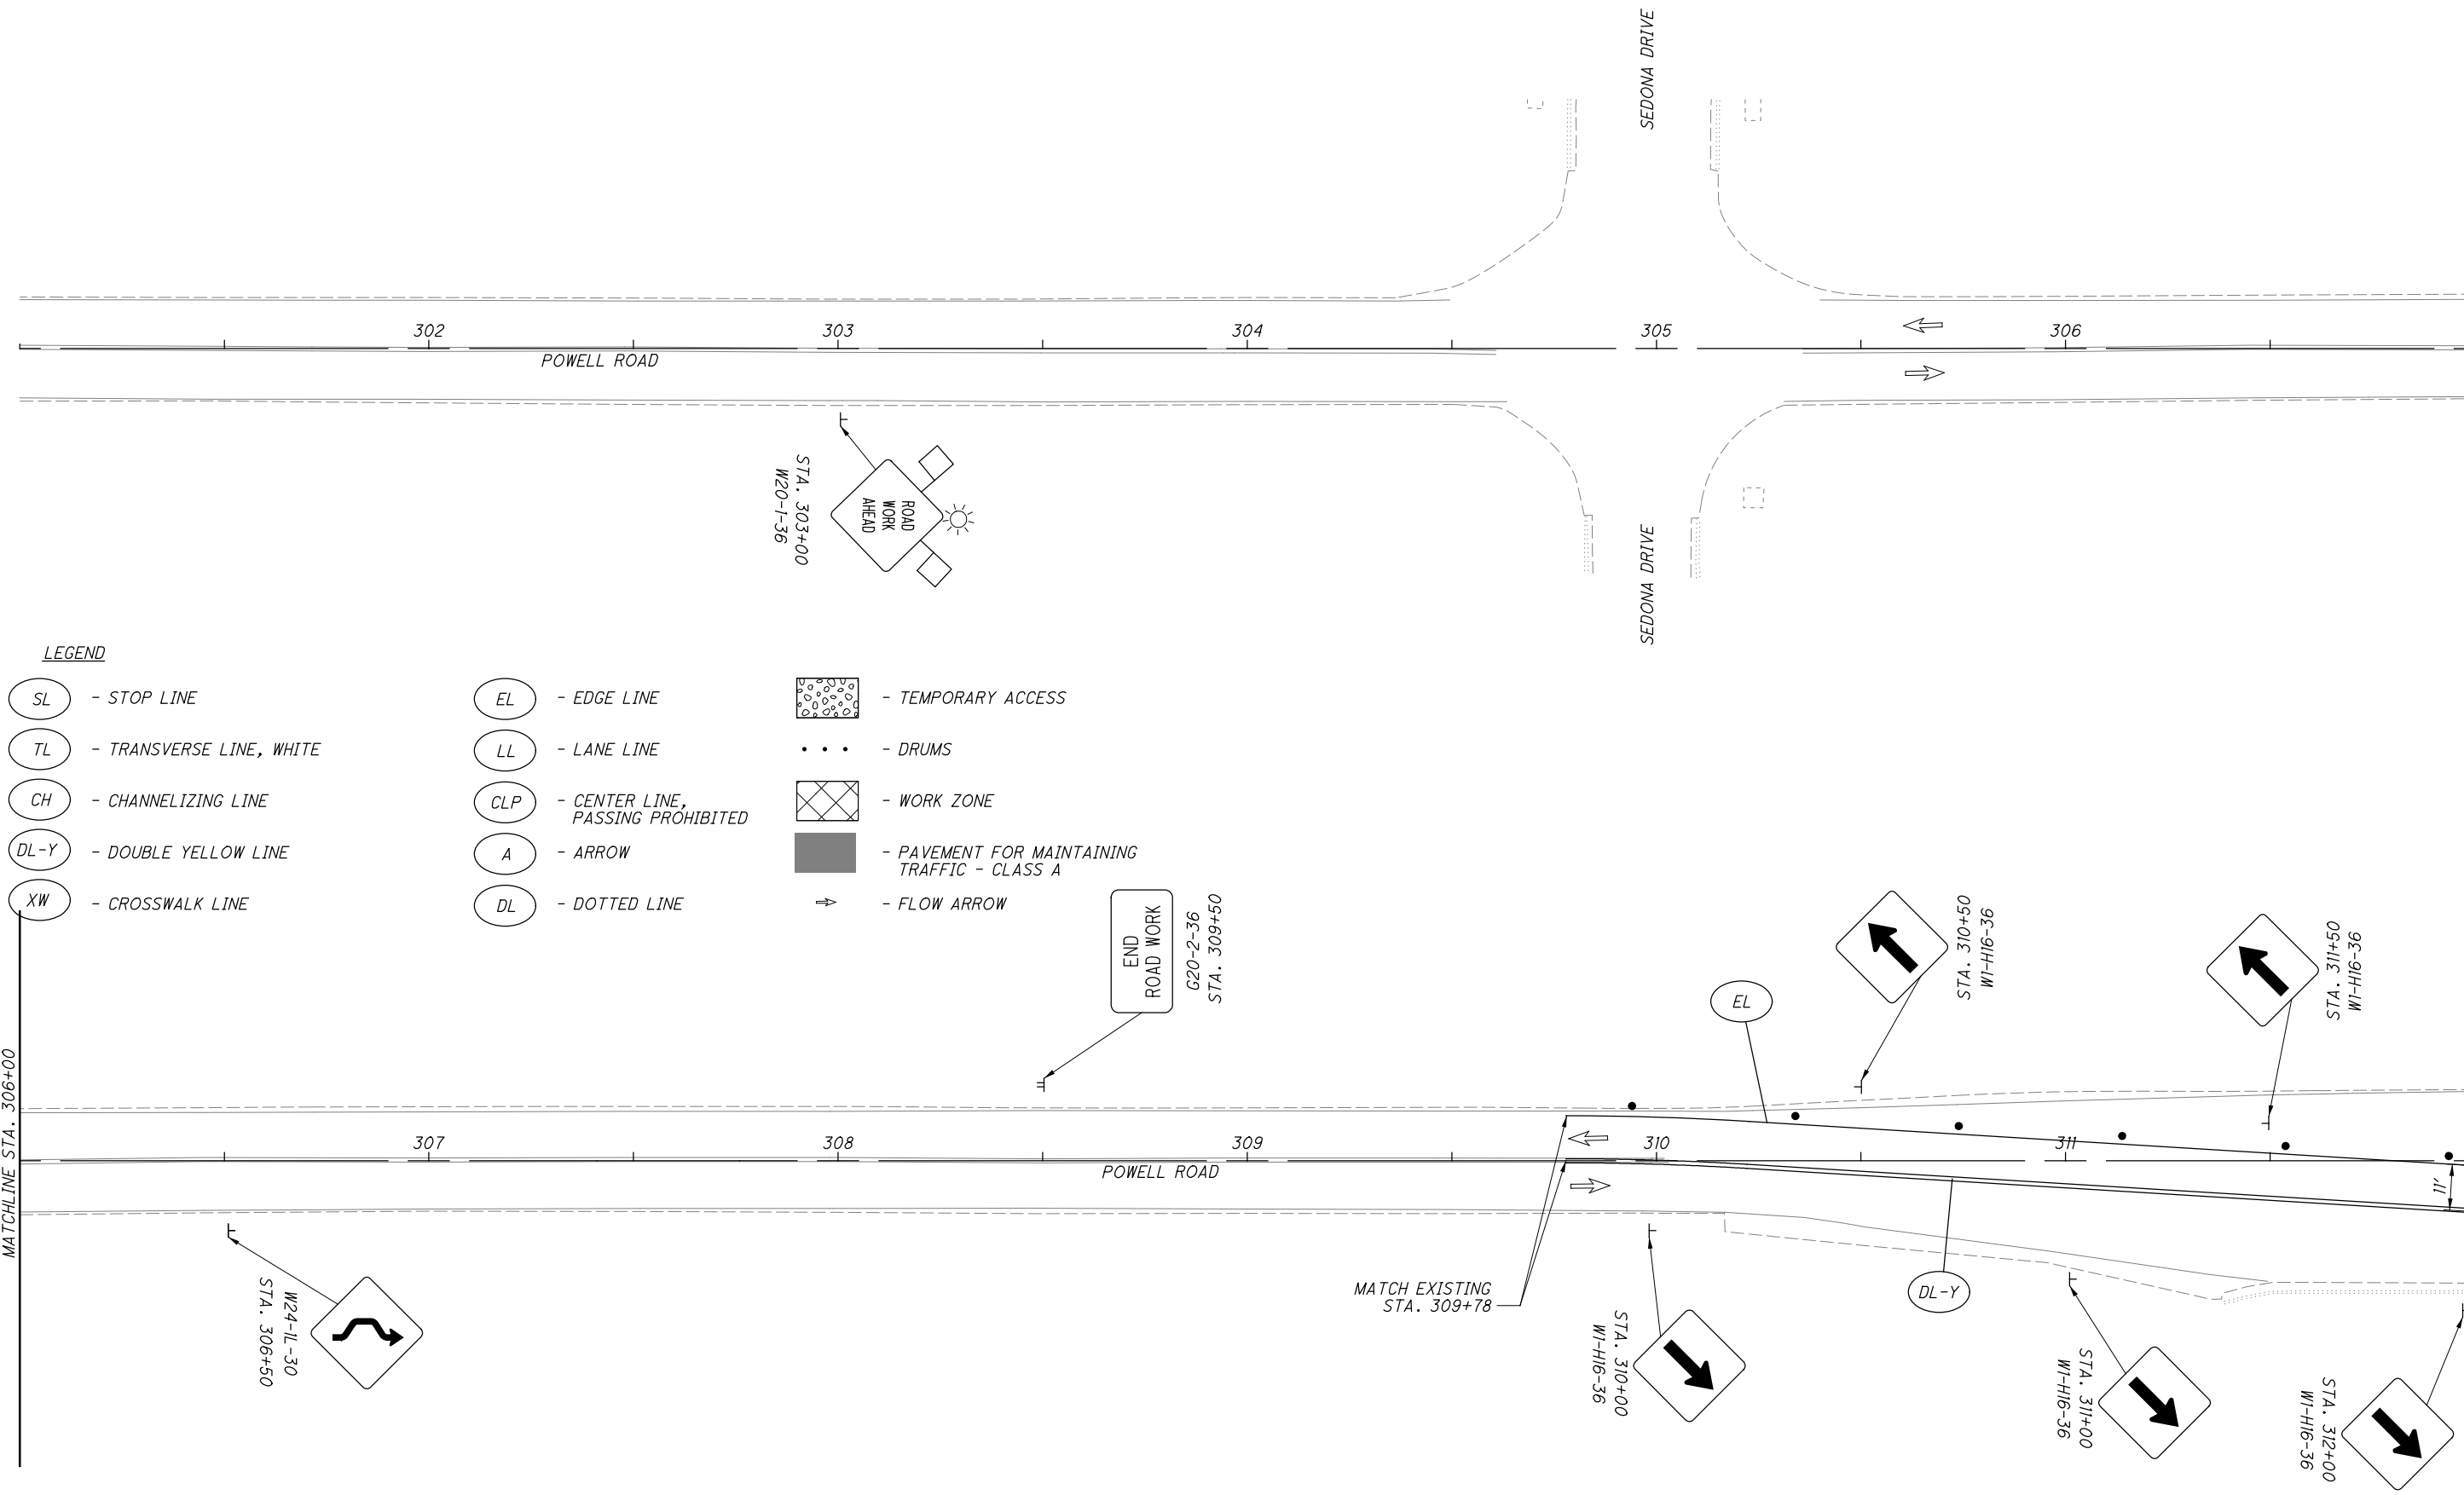 SEDONA DRIVE
302
303
304
305
306
POWELL ROAD
STA. 303+00
W20-1-36
ROAD
WORK
AHEAD
SEDONA DRIVE
LEGEND
SL - STOP LINE
TL - TRANSVERSE LINE, WHITE
CH - CHANNELIZING LINE
DL-Y - DOUBLE YELLOW LINE
XW - CROSSWALK LINE
EL - EDGE LINE
LL - LANE LINE
CLP - CENTER LINE,
PASSING PROHIBITED
A - ARROW
DL - DOTTED LINE
- TEMPORARY ACCESS
- DRUMS
- WORK ZONE
- PAVEMENT FOR MAINTAINING
TRAFFIC - CLASS A
- FLOW ARROW
END
ROAD WORK
G20-2-36
STA. 309+50
EL
STA. 310+50
W1-H16-36
STA. 311+50
W1-H16-36
MATCHLINE STA. 306+00
307
308
309
310
311
POWELL ROAD
11'
W24-1L-30
STA. 306+50
MATCH EXISTING
STA. 309+78
STA. 310+00
W1-H16-36
DL-Y
STA. 311+00
W1-H16-36
STA. 312+00
W1-H16-36